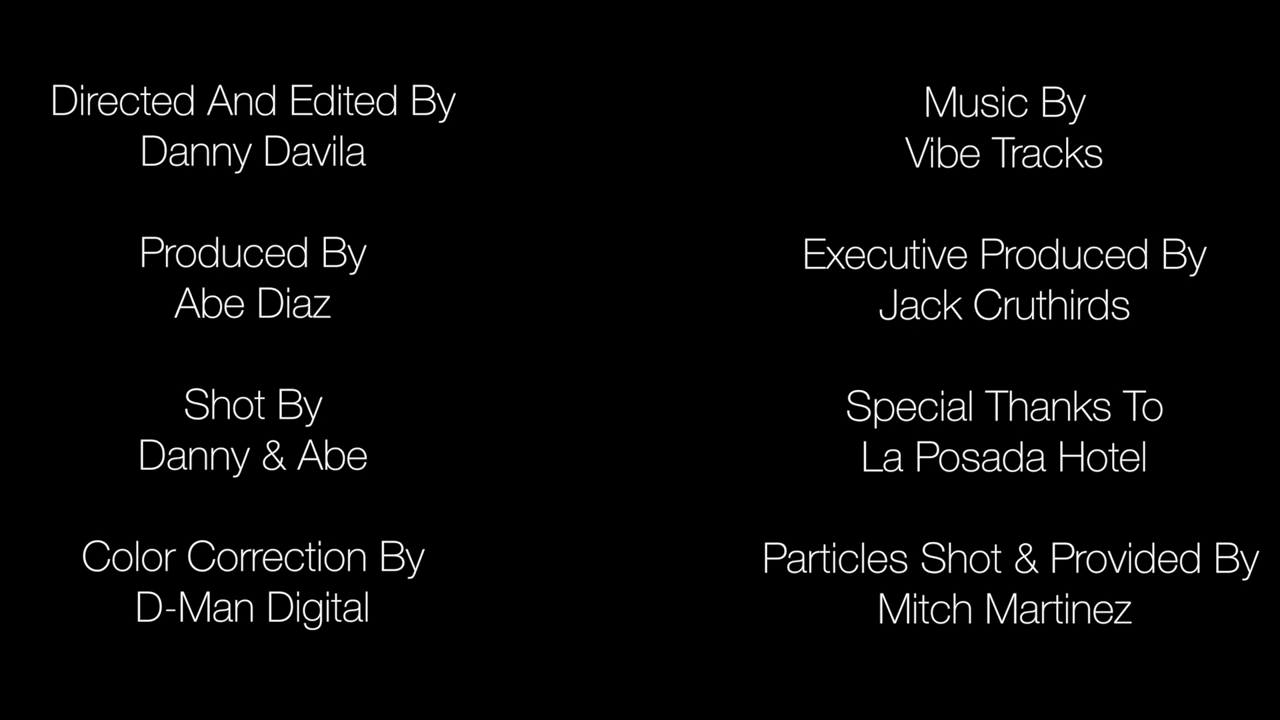 Directed And Edited By
Danny Davila
Produced By
Abe Diaz
Shot By
Danny & Abe
Color Correction By
D-Man Digital
Music By
Vibe Tracks
Executive Produced By
Jack Cruthirds
Special Thanks To
La Posada Hotel
Particles Shot & Provided By
Mitch Martinez